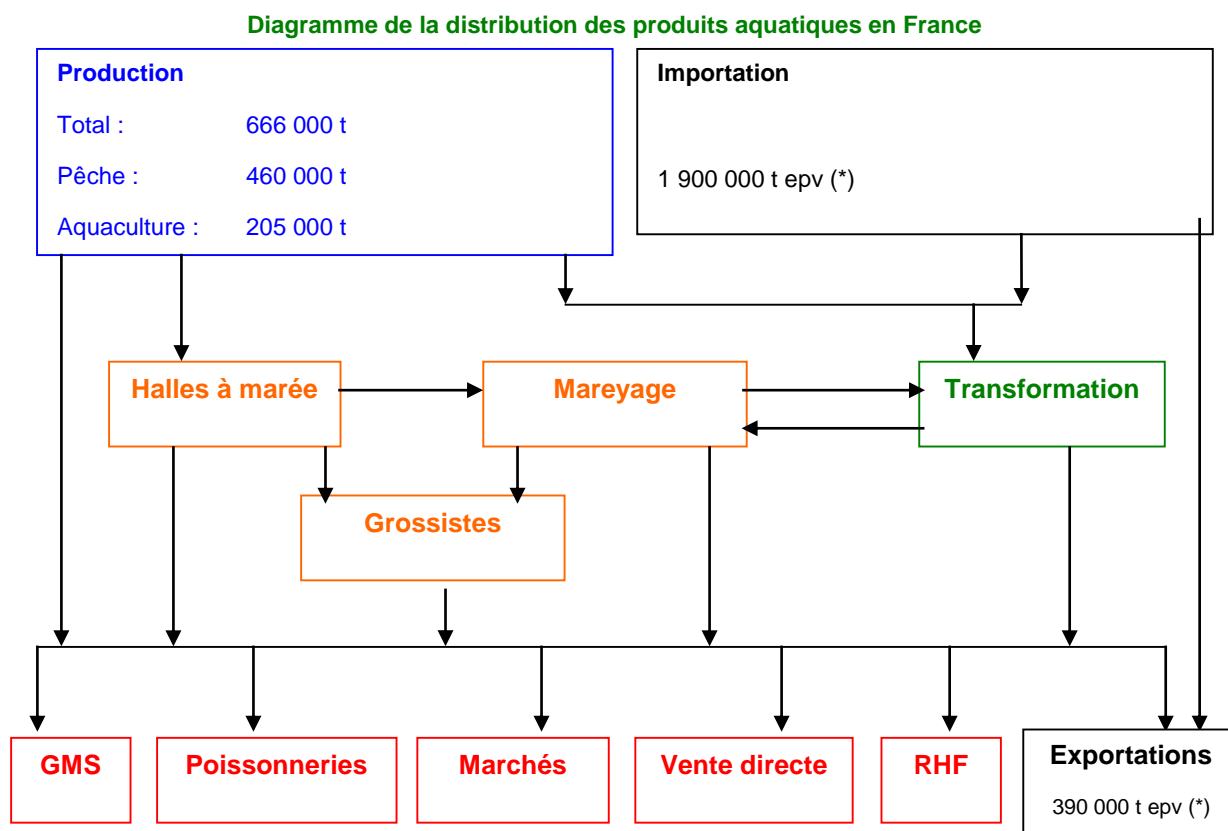 Diagramme de la distribution des produits aquatiques en France
Production
Total : 666 000 t
Pêche : 460 000 t
Aquaculture : 205 000 t
Importation
1 900 000 t epv (*)
Halles à marée
Mareyage
Transformation
Grossistes
GMS
Poissonneries
Marchés
Vente directe
RHF
Exportations
390 000 t epv (*)